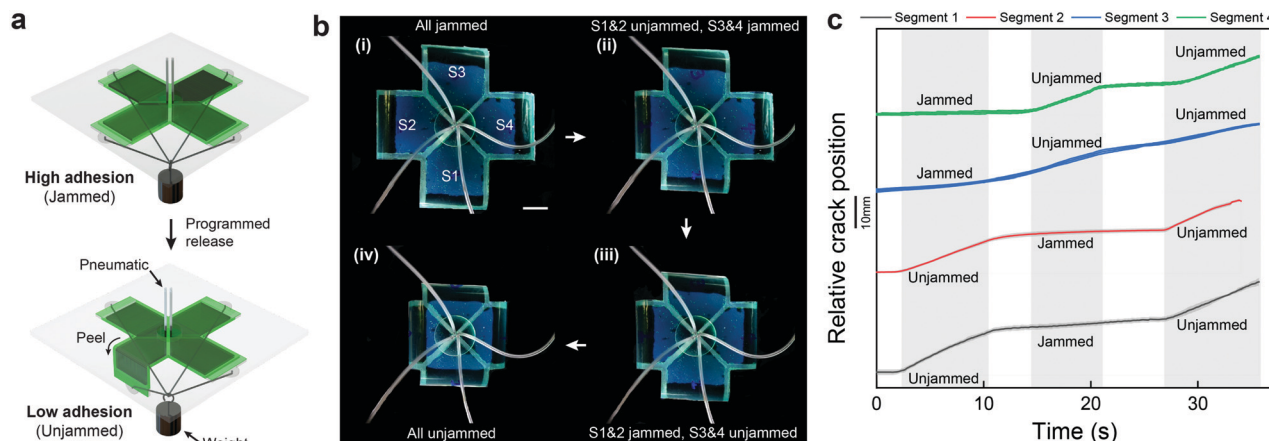 a
High adhesion
(Jammed)
Programmed
release
Pneumatic
Peel
Low adhesion
(Unjammed)
Weight
b
All jammed
S1&2 unjammed, S3&4 jammed
(i)
(ii)
S3
S2
S4
S1
(iv)
(iii)
All unjammed
S1&2 jammed, S3&4 unjammed
c
Segment 1
Segment 2
Segment 3
Segment 4
Relative crack position
10mm
Jammed
Unjammed
Unjammed
Jammed
Unjammed
Unjammed
Unjammed
Jammed
Unjammed
Unjammed
Jammed
Unjammed
0
10
20
30
Time (s)